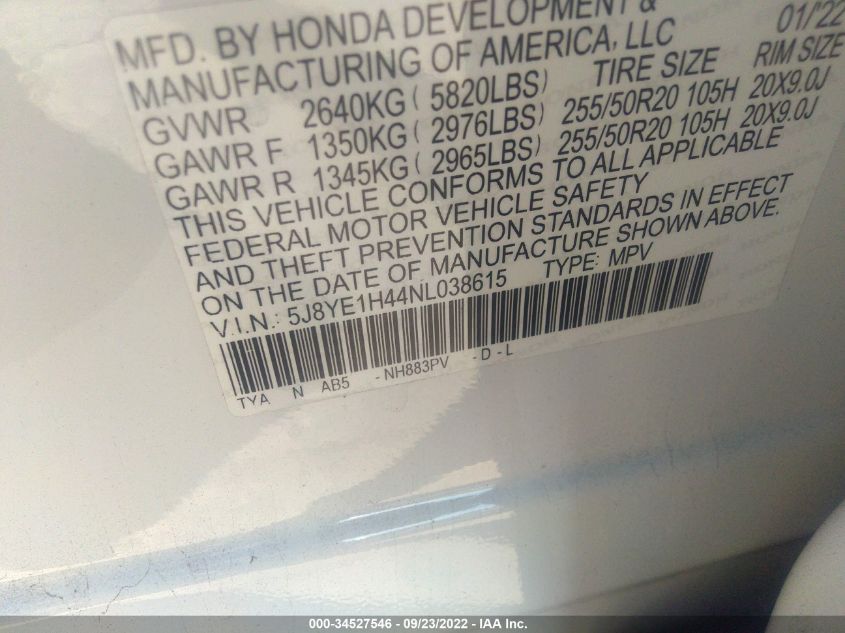 MFD. BY HONDA DEVELOPMENT & 01/22
MANUFACTURING OF AMERICA, LLC
TIRE SIZE RIM SIZE
GVWR 2640KG ( 5820LBS)
GAWR F 1350KG ( 2976LBS) 255/50R20 105H 20X9.0J
GAWR R 1345KG ( 2965LBS) 255/50R20 105H 20X9.0J
THIS VEHICLE CONFORMS TO ALL APPLICABLE
FEDERAL MOTOR VEHICLE SAFETY
AND THEFT PREVENTION STANDARDS IN EFFECT
ON THE DATE OF MANUFACTURE SHOWN ABOVE.
V.I.N.: 5J8YE1H44NL038615 TYPE: MPV
TYA N AB5 -NH883PV -D-L
000-34527546 / 09/23/2022 - IAA Inc.